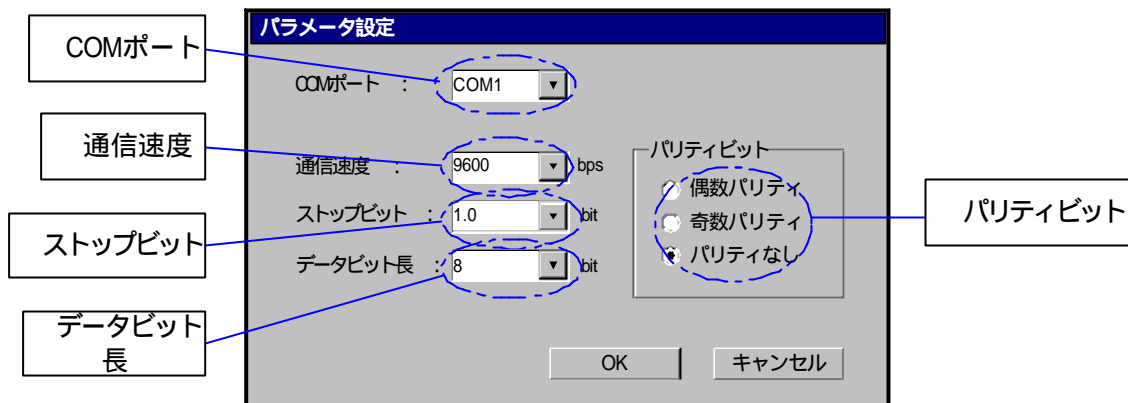 パラメータ設定
COMポート
COMポート :
COM1
通信速度
通信速度 :
9600
bps
ストップビット
ストップビット :
1.0
bit
データビット
長
データビット長 :
8
bit
パリティビット
偶数パリティ
奇数パリティ
パリティなし
パリティビット
OK
キャンセル